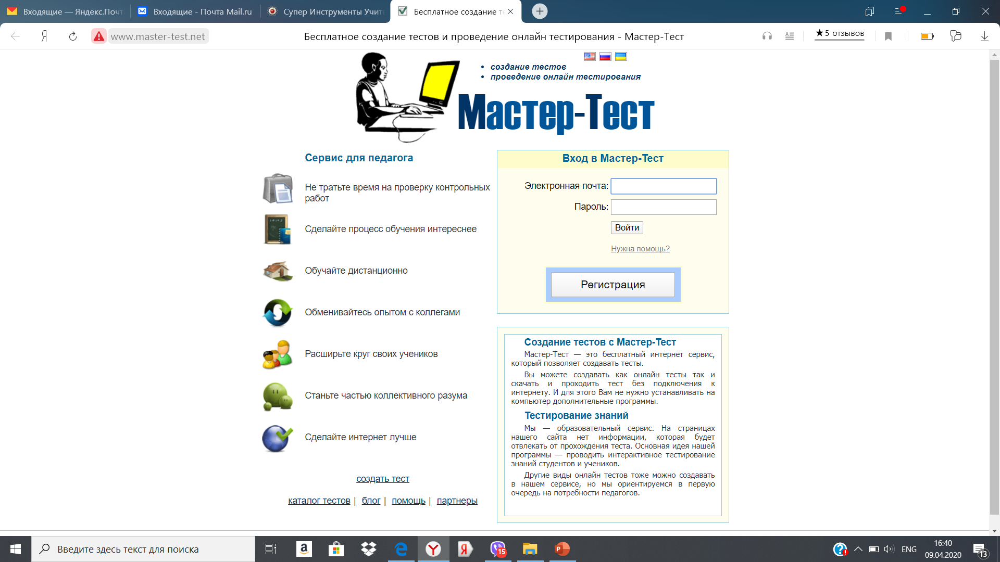 Входящие — Яндекс.Почт
Входящие - Почта Mail.ru
Супер Инструменты Учит
Бесплатное создание те
www.master-test.net
Бесплатное создание тестов и проведение онлайн тестирования - Мастер-Тест
★5 отзывов
создание тестов
проведение онлайн тестирования
Мастер-Тест
Сервис для педагога
Не тратьте время на проверку контрольных
работ
Сделайте процесс обучения интереснее
Обучайте дистанционно
Обменивайтесь опытом с коллегами
Расширьте круг своих учеников
Станьте частью коллективного разума
Сделайте интернет лучше
создать тест
каталог тестов | блог | помощь | партнеры
Вход в Мастер-Тест
Электронная почта:
Пароль:
Войти
Нужна помощь?
Регистрация
Создание тестов с Мастер-Тест
Мастер-Тест — это бесплатный интернет сервис,
который позволяет создавать тесты.
Вы можете создавать как онлайн тесты так и
скачать и проходить тест без подключения к
интернету. И для этого Вам не нужно устанавливать на
компьютер дополнительные программы.
Тестирование знаний
Мы — образовательный сервис. На страницах
нашего сайта нет информации, которая будет
отвлекать от прохождения теста. Основная идея нашей
программы — проводить интерактивное тестирование
знаний студентов и учеников.
Другие виды онлайн тестов тоже можно создавать
в нашем сервисе, но мы ориентируемся в первую
очередь на потребности педагогов.
Введите здесь текст для поиска
15
ENG
16:40
09.04.2020
13